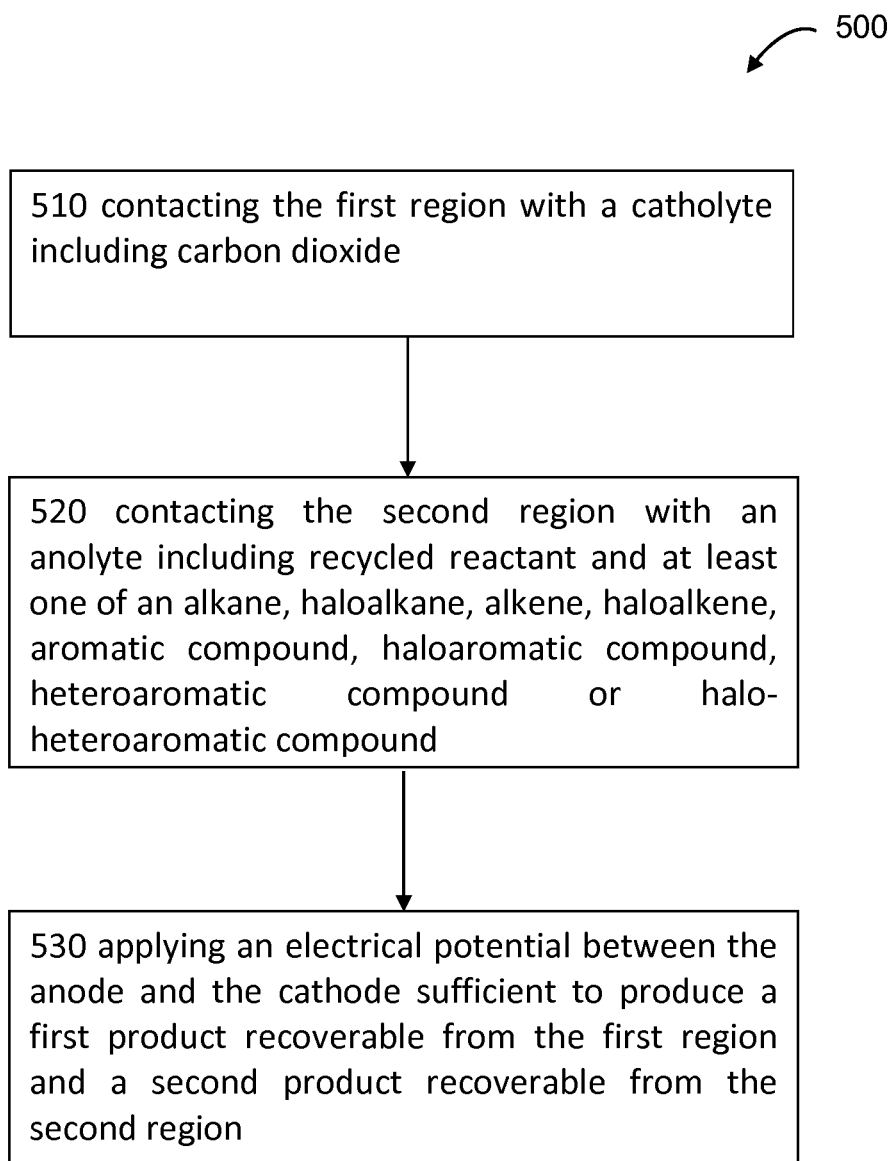 500
510 contacting the first region with a catholyte
including carbon dioxide
520 contacting the second region with an
anolyte including recycled reactant and at least
one of an alkane, haloalkane, alkene, haloalkene,
aromatic compound, haloaromatic compound,
heteroaromatic compound or halo-
heteroaromatic compound
530 applying an electrical potential between the
anode and the cathode sufficient to produce a
first product recoverable from the first region
and a second product recoverable from the
second region